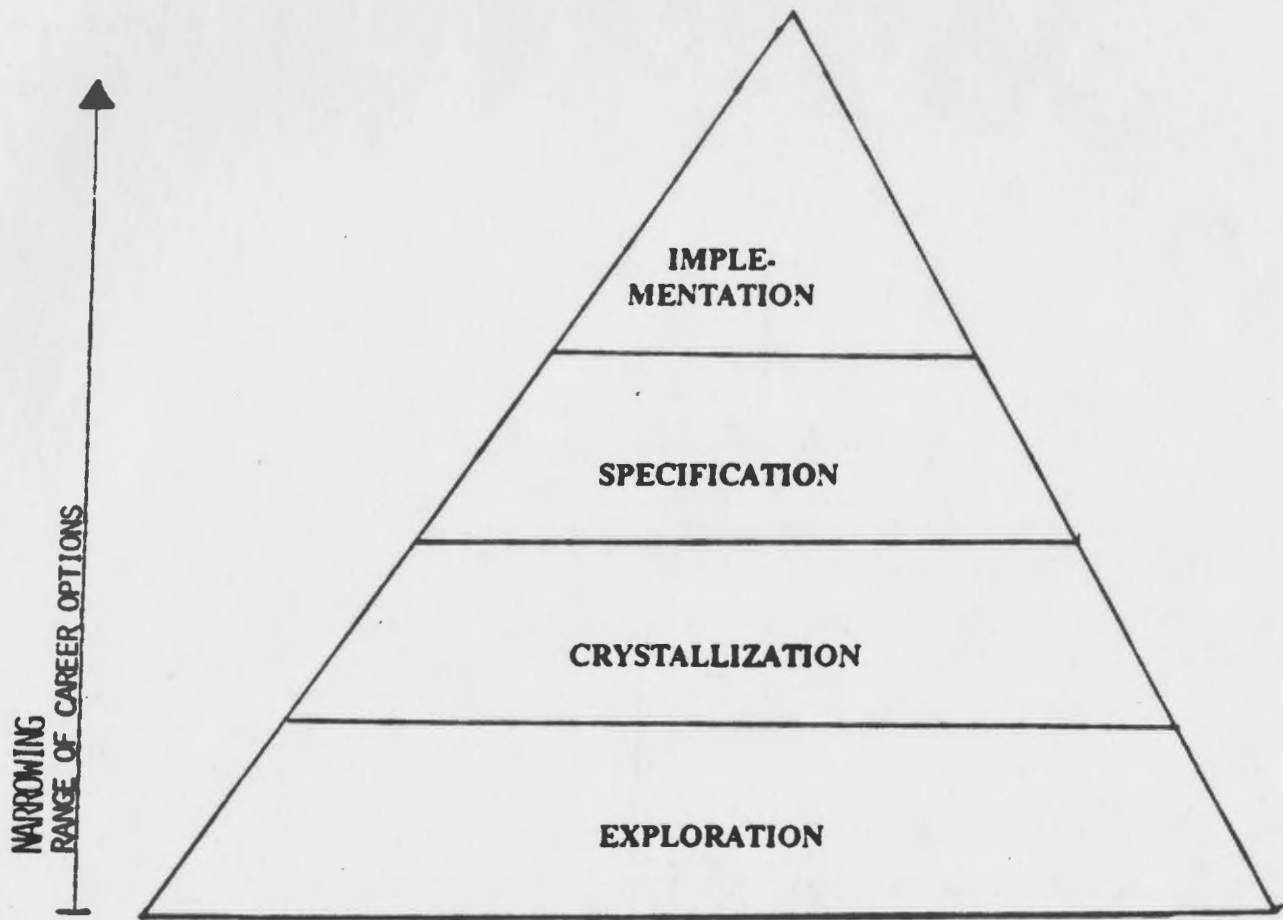 IMPLE-
MENTATION
SPECIFICATION
CRYSTALLIZATION
EXPLORATION
NARROWING
RANGE OF CAREER OPTIONS